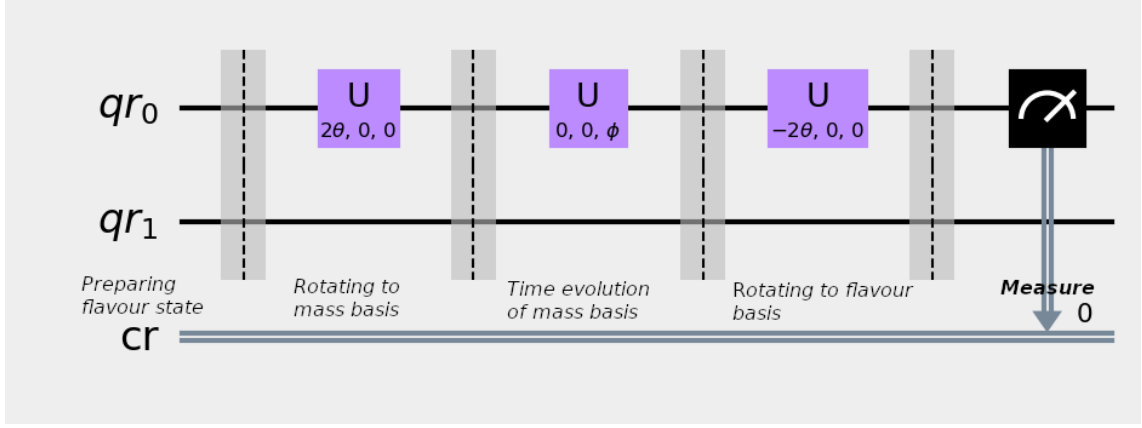 qr0
U
2θ, 0, 0
U
0, 0, ϕ
U
−2θ, 0, 0
qr1
Preparing
flavour state
Rotating to
mass basis
Time evolution
of mass basis
Rotating to flavour
basis
Measure
0
cr